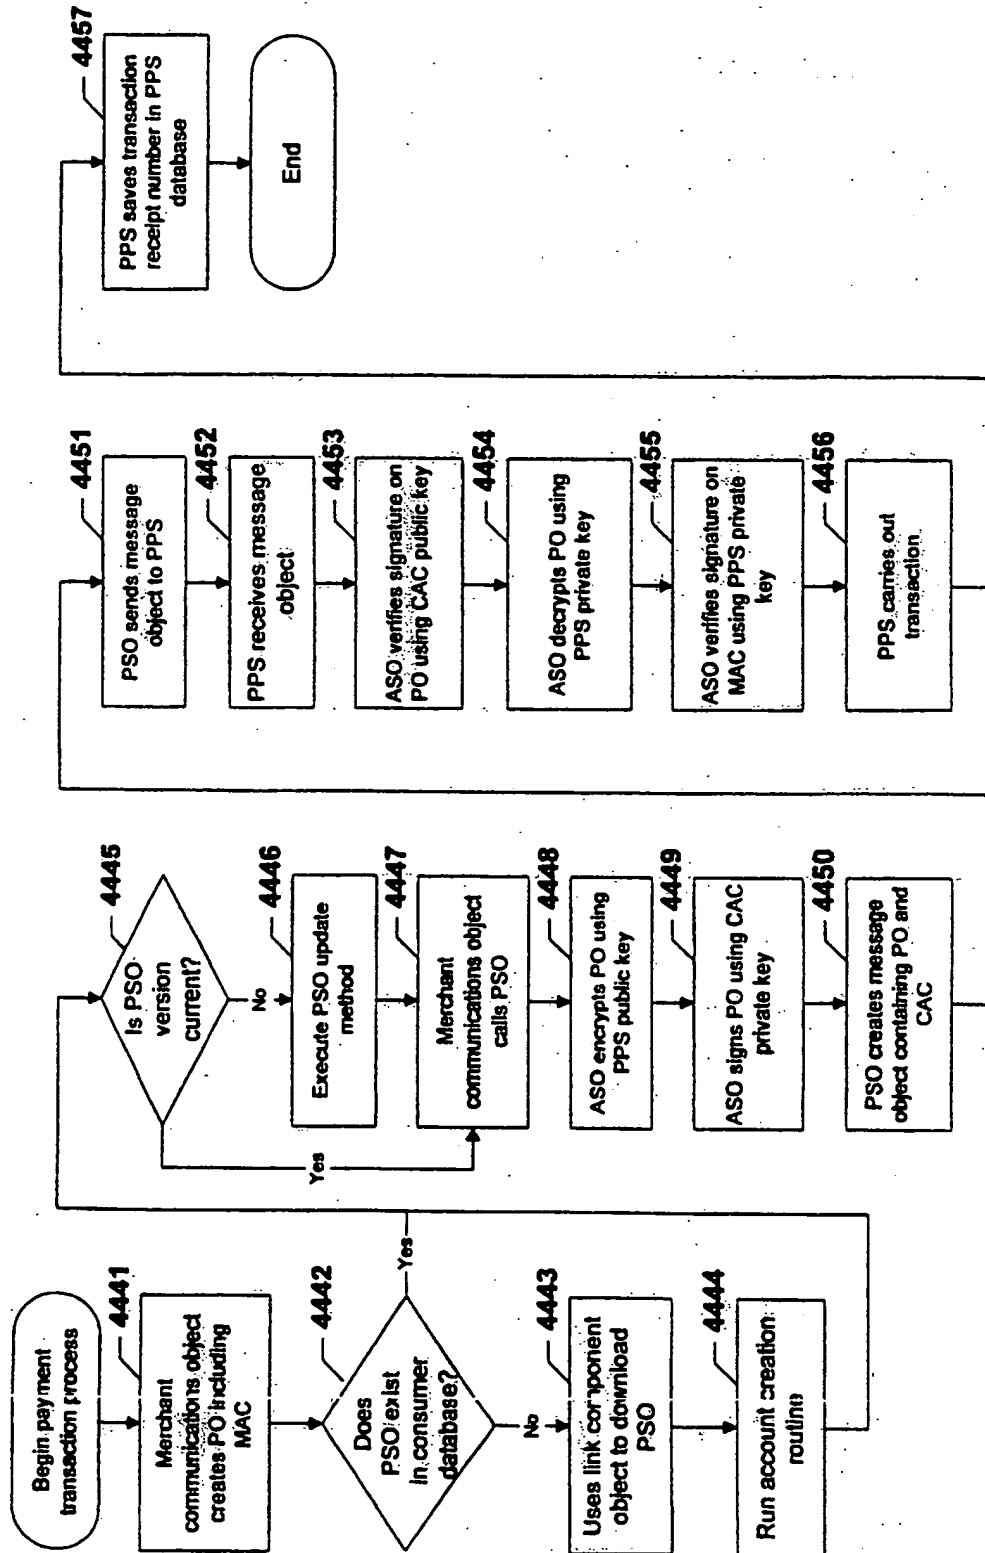 Begin payment
transaction process
4441
Merchant
communications object
creates PO including
MAC
4442
Does
PSO exist
in consumer
database?
Yes
No
4443
Uses link component
object to download
PSO
4444
Run account creation
routine
4445
Is PSO
version
current?
No
Yes
4446
Execute PSO update
method
4447
Merchant
communications object
calls PSO
4448
ASO encrypts PO using
PPS public key
4449
ASO signs PO using CAC
private key
4450
PSO creates message
object containing PO and
CAC
4451
PSO sends message
object to PPS
4452
PPS receives message
object
4453
ASO verifies signature on
PO using CAC public key
4454
ASO decrypts PO using
PPS private key
4455
ASO verifies signature on
MAC using PPS private
key
4456
PPS carries out
transaction
4457
PPS saves transaction
receipt number in PPS
database
End